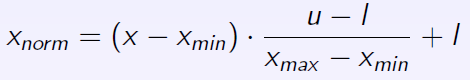 x_norm = (x − x_min) · (u − l) / (x_max − x_min) + l